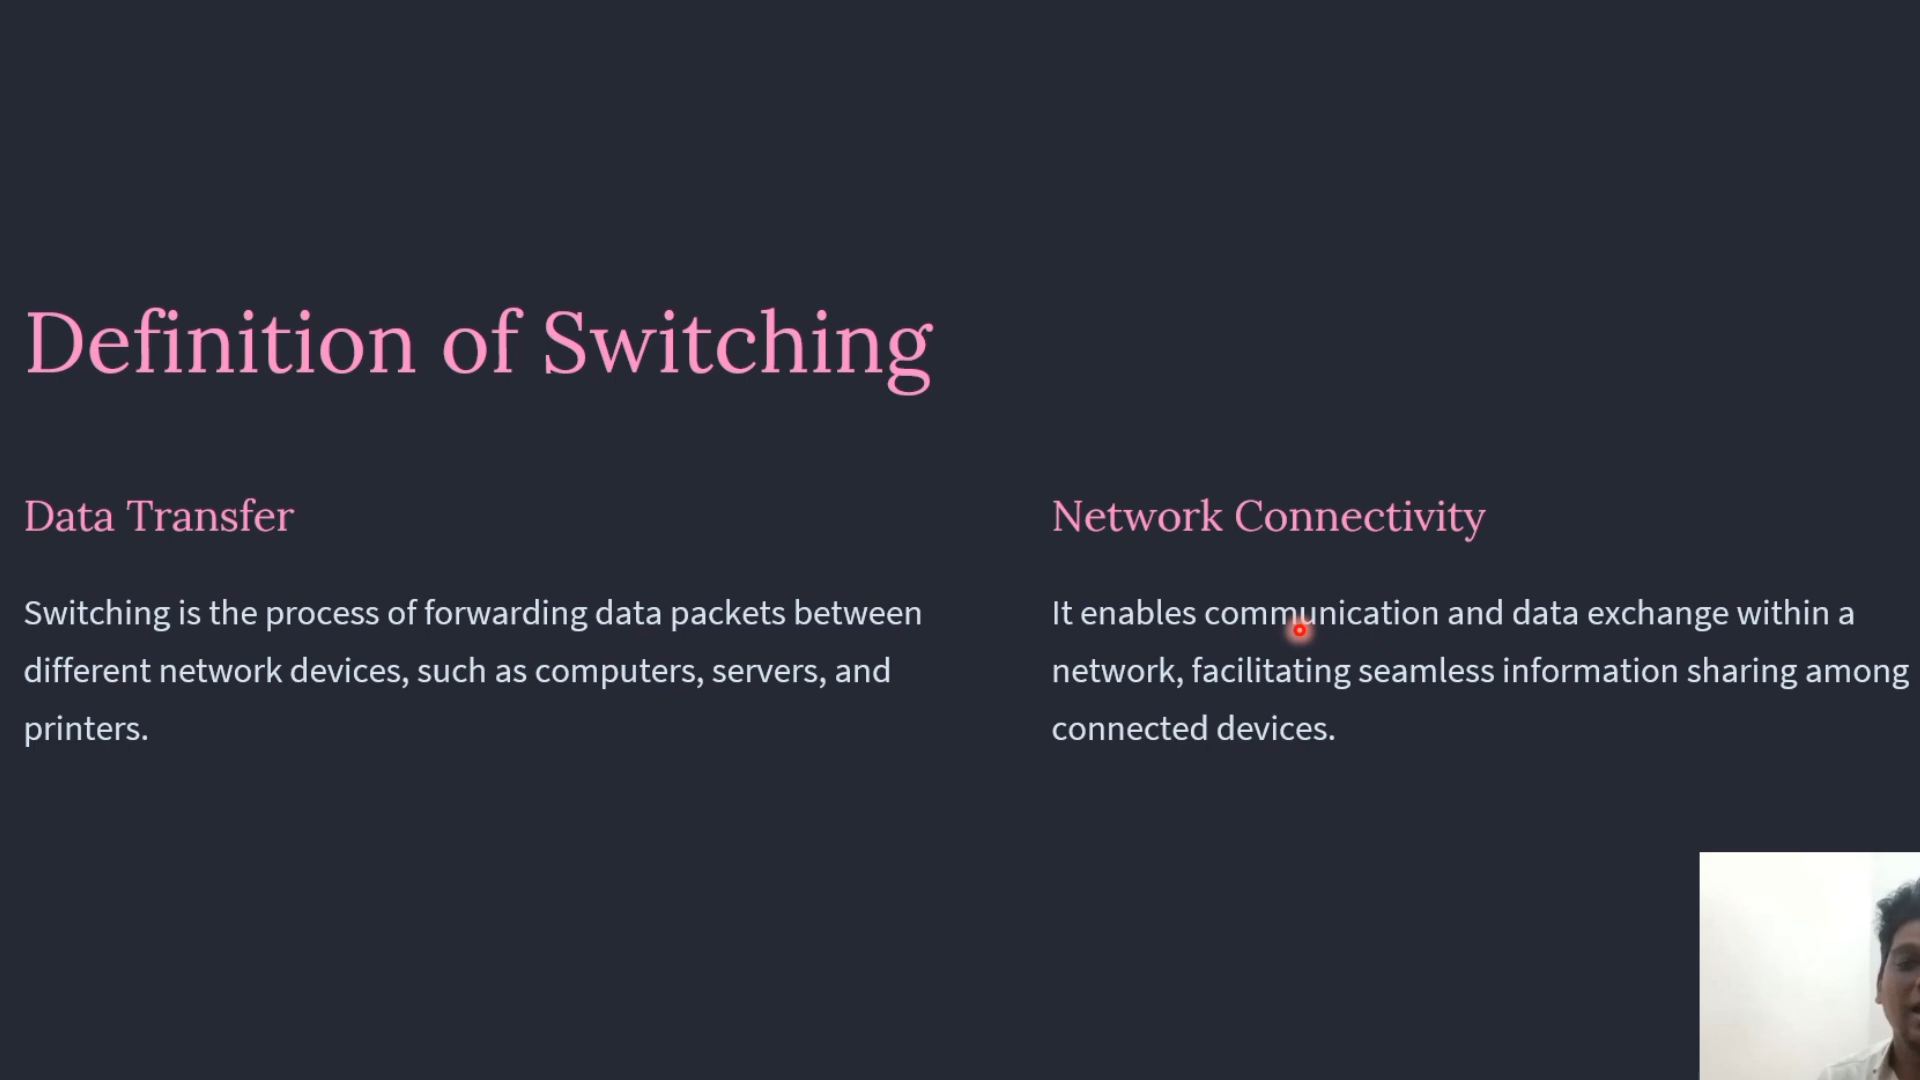 Definition of Switching
Data Transfer
Switching is the process of forwarding data packets between
different network devices, such as computers, servers, and
printers.
Network Connectivity
It enables communication and data exchange within a
network, facilitating seamless information sharing among
connected devices.